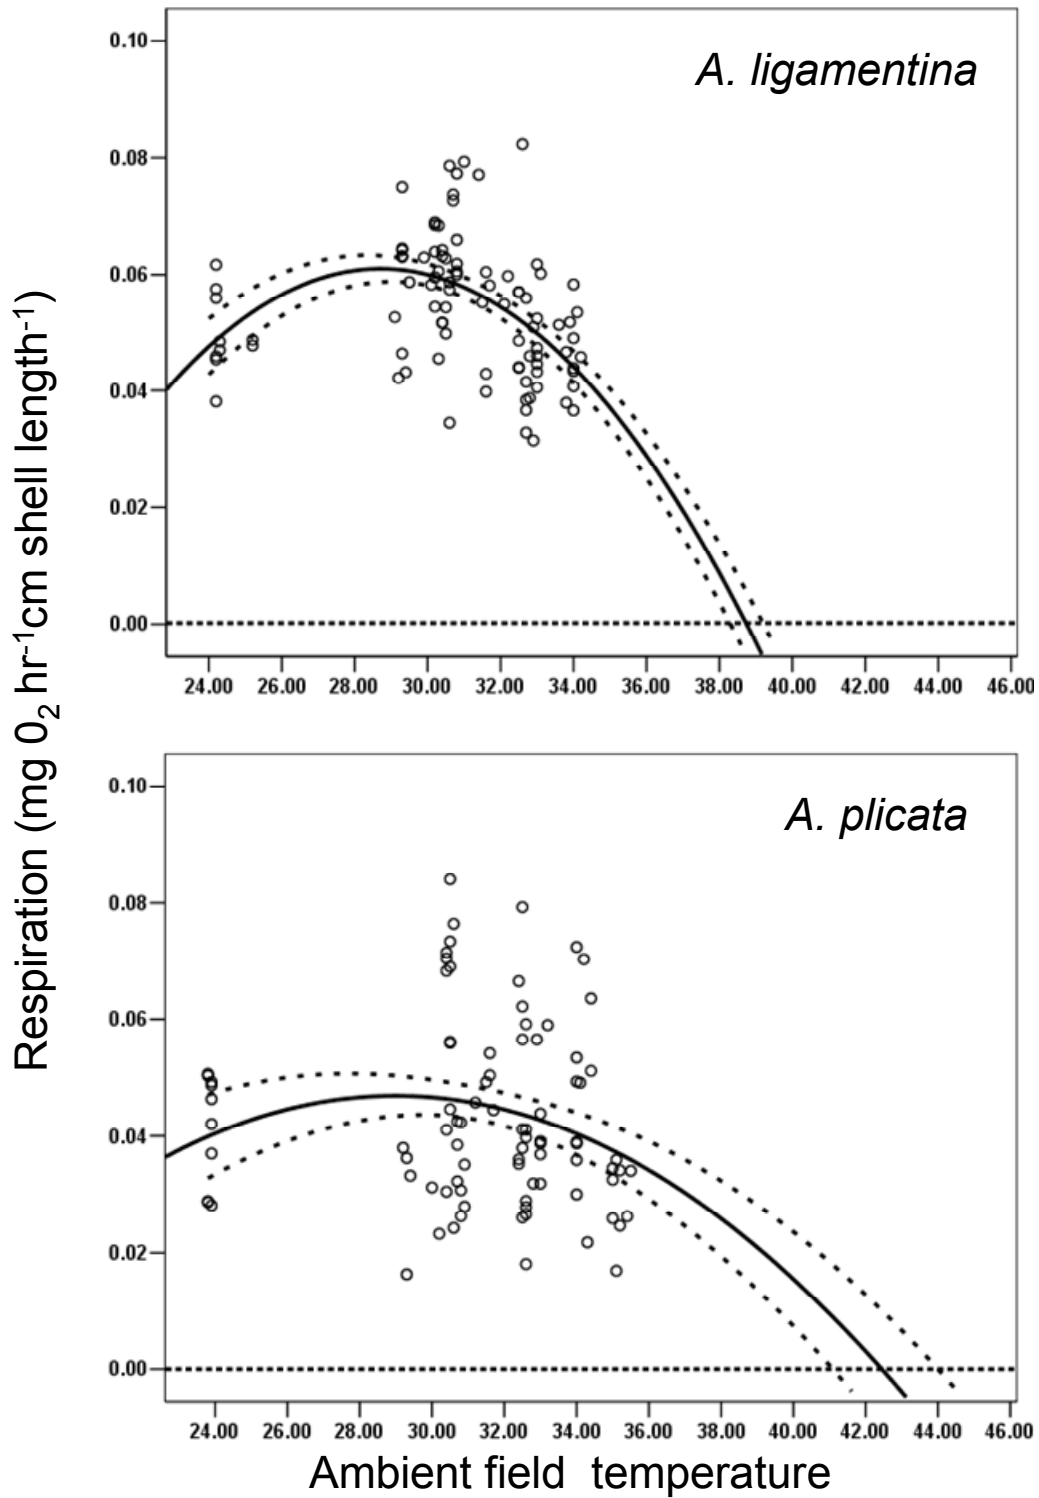 0.10
A. ligamentina
0.08
0.06
0.04
0.02
0.00
24.00 26.00 28.00 30.00 32.00 34.00 36.00 38.00 40.00 42.00 44.00 46.00
Respiration (mg 0₂ hr⁻¹cm shell length⁻¹)
0.10
A. plicata
0.08
0.06
0.04
0.02
0.00
24.00 26.00 28.00 30.00 32.00 34.00 36.00 38.00 40.00 42.00 44.00 46.00
Ambient field temperature